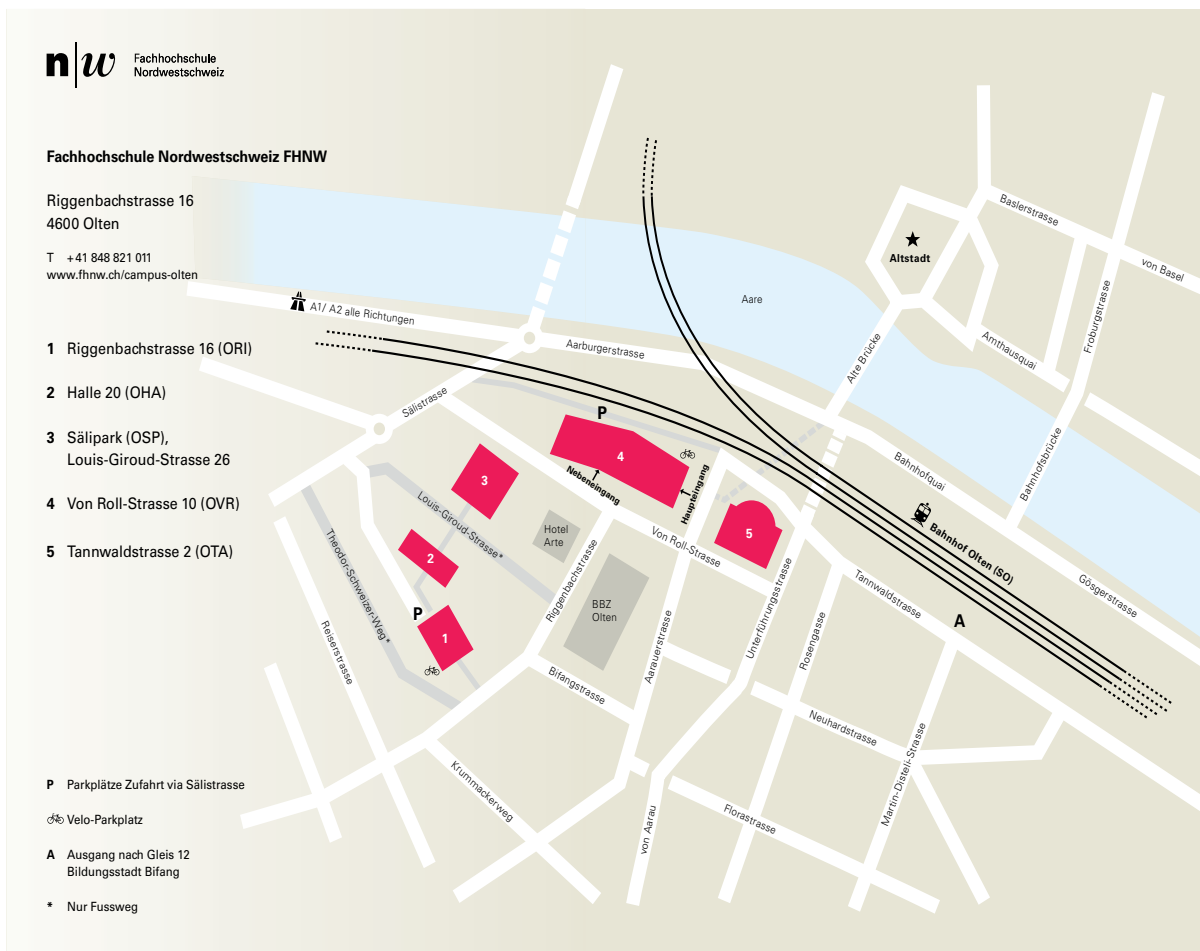 n|w Fachhochschule
Nordwestschweiz
Fachhochschule Nordwestschweiz FHNW
Riggenbachstrasse 16
4600 Olten
T +41 848 821 011
www.fhnw.ch/campus-olten
1 Riggenbachstrasse 16 (ORI)
2 Halle 20 (OHA)
3 Sälipark (OSP),
Louis-Giroud-Strasse 26
4 Von Roll-Strasse 10 (OVR)
5 Tannwaldstrasse 2 (OTA)
P Parkplätze Zufahrt via Sälistrasse
Velo-Parkplatz
A Ausgang nach Gleis 12
Bildungsstadt Bifang
* Nur Fussweg
Baslerstrasse
von Basel
Altstadt
Froburgstrasse
Aare
A1/ A2 alle Richtungen
Aarburgerstrasse
Amthausquai
Alte Brücke
Sälistrasse
P
4
Nebeneingang
Haupteingang
Bahnhofquai
Bahnhofsbrücke
3
Louis-Giroud-Strasse*
Hotel
Arte
Von Roll-Strasse
5
Bahnhof Olten (SO)
Gösgerstrasse
2
Theodor-Schweizer-Weg*
Riggenbachstrasse
BBZ
Olten
Tannwaldstrasse
A
P
1
Reiserstrasse
Aarauerstrasse
Unterführungsstrasse
Rosengasse
Bifangstrasse
Neuhardstrasse
Martin-Disteli-Strasse
Krummackerweg
Florastrasse
von Aarau